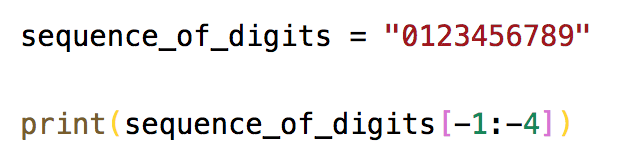 sequence_of_digits = "0123456789"
print(sequence_of_digits[-1:-4])